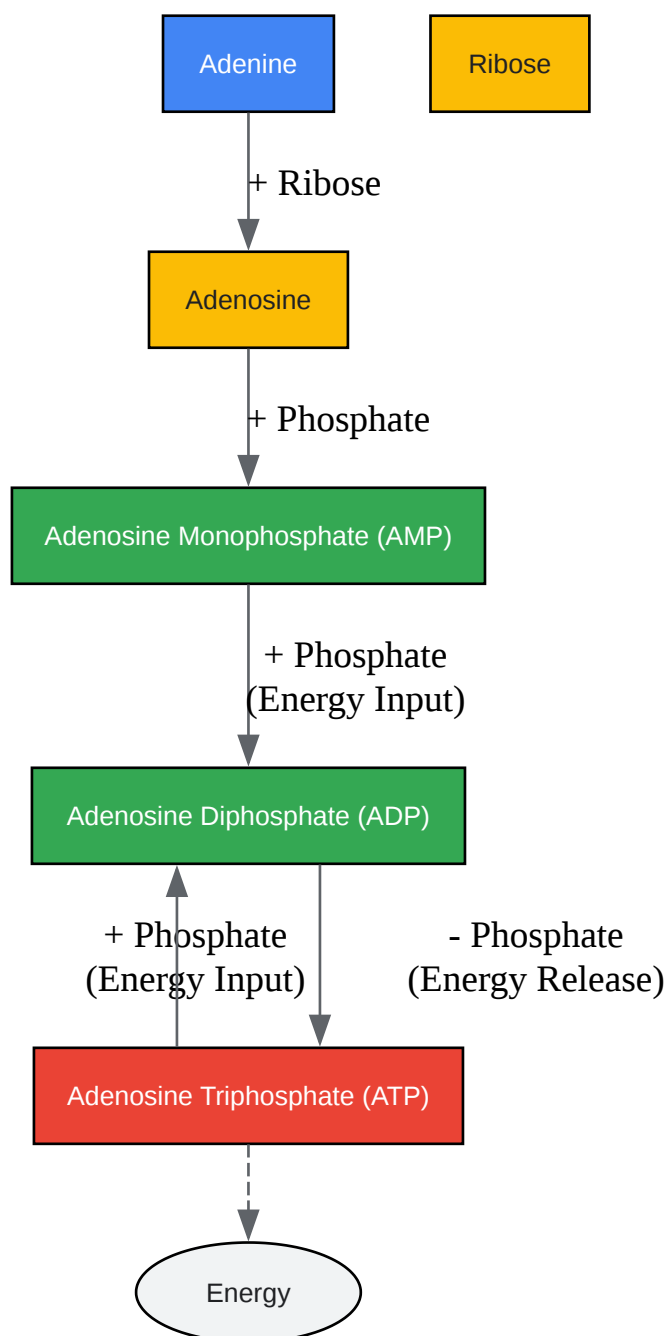 Adenine
Ribose
+ Ribose
Adenosine
+ Phosphate
Adenosine Monophosphate (AMP)
+ Phosphate
(Energy Input)
Adenosine Diphosphate (ADP)
+ Phosphate
(Energy Input)
- Phosphate
(Energy Release)
Adenosine Triphosphate (ATP)
Energy